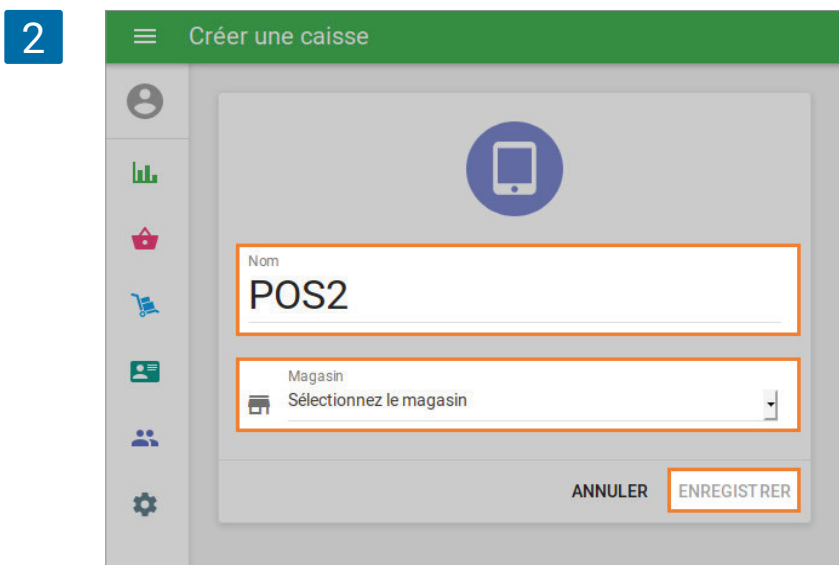 2
Créer une caisse
Nom
POS2
Magasin
Sélectionnez le magasin
ANNULER ENREGISTRER